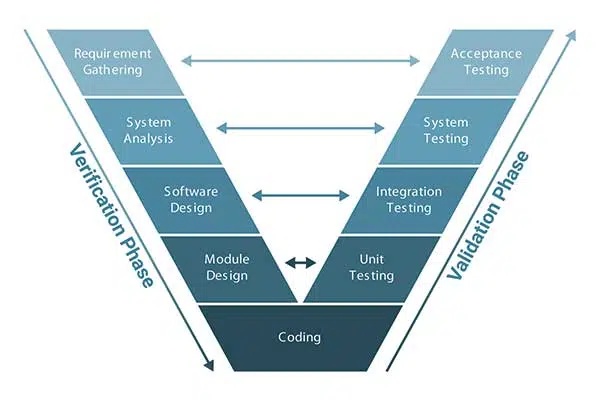 Requirement
Gathering
Acceptance
Testing
System
Analysis
System
Testing
Software
Design
Integration
Testing
Module
Design
Unit
Testing
Coding
Verification Phase
Validation Phase